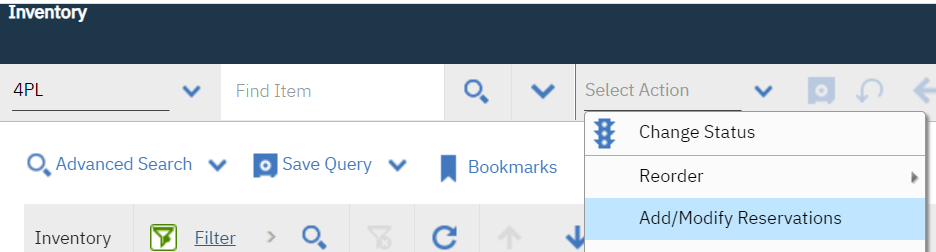 Inventory
4PL
Find Item
Select Action
Change Status
Advanced Search
Save Query
Bookmarks
Reorder
Add/Modify Reservations
Inventory
Filter